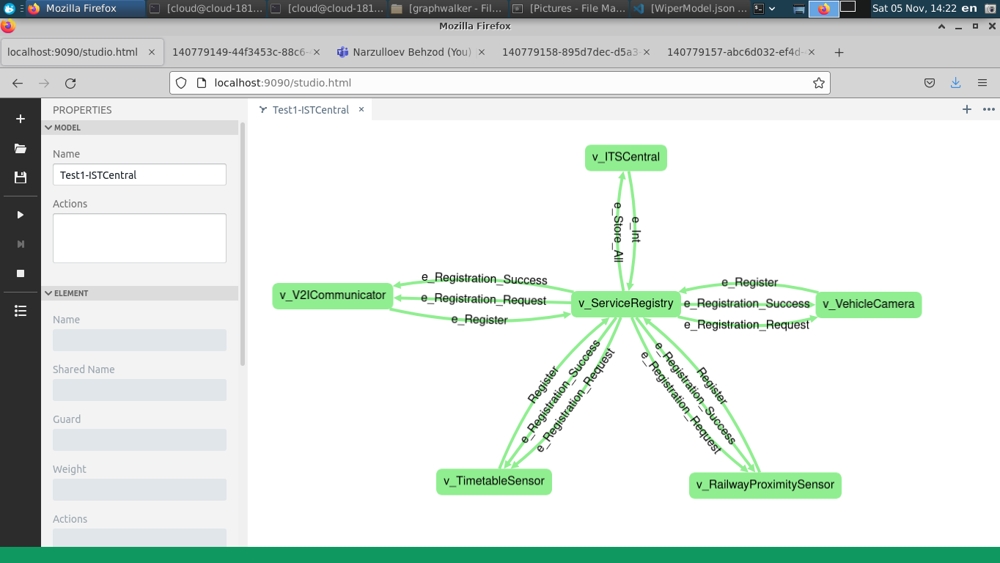 Mozilla Firefox
[cloud@cloud-181...
[cloud@cloud-181...
[graphwalker - Fil...
[Pictures - File Ma...
[WiperModel.json ...
Sat 05 Nov, 14:22 en
Mozilla Firefox
localhost:9090/studio.html
140779149-44f3453c-88c6-
Narzulloev Behzod (You)
140779158-895d7dec-d5a3-
140779157-abc6d032-ef4d-
localhost:9090/studio.html
PROPERTIES
MODEL
Name
Test1-ISTCentral
Actions
ELEMENT
Name
Shared Name
Guard
Weight
Actions
Test1-ISTCentral
v_ITSCentral
e_Store_All
e_Int
e_Registration_Success
e_Registration_Request
e_Register
v_V2ICommunicator
v_ServiceRegistry
e_Register
e_Registration_Success
e_Registration_Request
v_VehicleCamera
Register
e_Registration_Success
e_Registration_Request
e_Registration_Request
e_Registration_Success
Register
v_TimetableSensor
v_RailwayProximitySensor